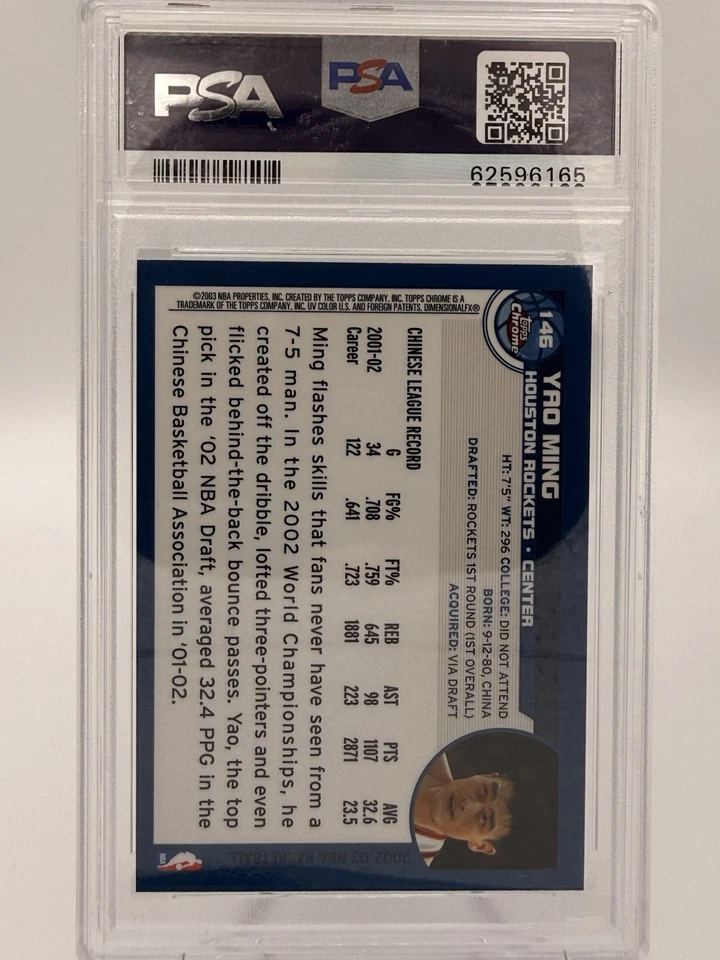 PSA
PSA
62596165
146
Topps
Chrome
YAO MING
HOUSTON ROCKETS • CENTER
HT: 7'5" WT: 296 COLLEGE: DID NOT ATTEND
BORN: 9-12-80, CHINA
DRAFTED: ROCKETS 1ST ROUND (1ST OVERALL)
ACQUIRED: VIA DRAFT
CHINESE LEAGUE RECORD
G FG% FT% REB AST PTS AVG
2001-02 34 .708 .759 645 98 1107 32.6
Career 122 .641 .723 1881 223 2871 23.5
Ming flashes skills that fans never have seen from a
7-5 man. In the 2002 World Championships, he
created off the dribble, lofted three-pointers and even
flicked behind-the-back bounce passes. Yao, the top
pick in the '02 NBA Draft, averaged 32.4 PPG in the
Chinese Basketball Association in '01-02.
2002-03 NBA BASKETBALL
NBA
©2003 NBA PROPERTIES, INC. CREATED BY THE TOPPS COMPANY, INC. TOPPS CHROME IS A
TRADEMARK OF THE TOPPS COMPANY, INC. UV COLOR U.S. AND FOREIGN PATENTS, DIMENSIONALFX®